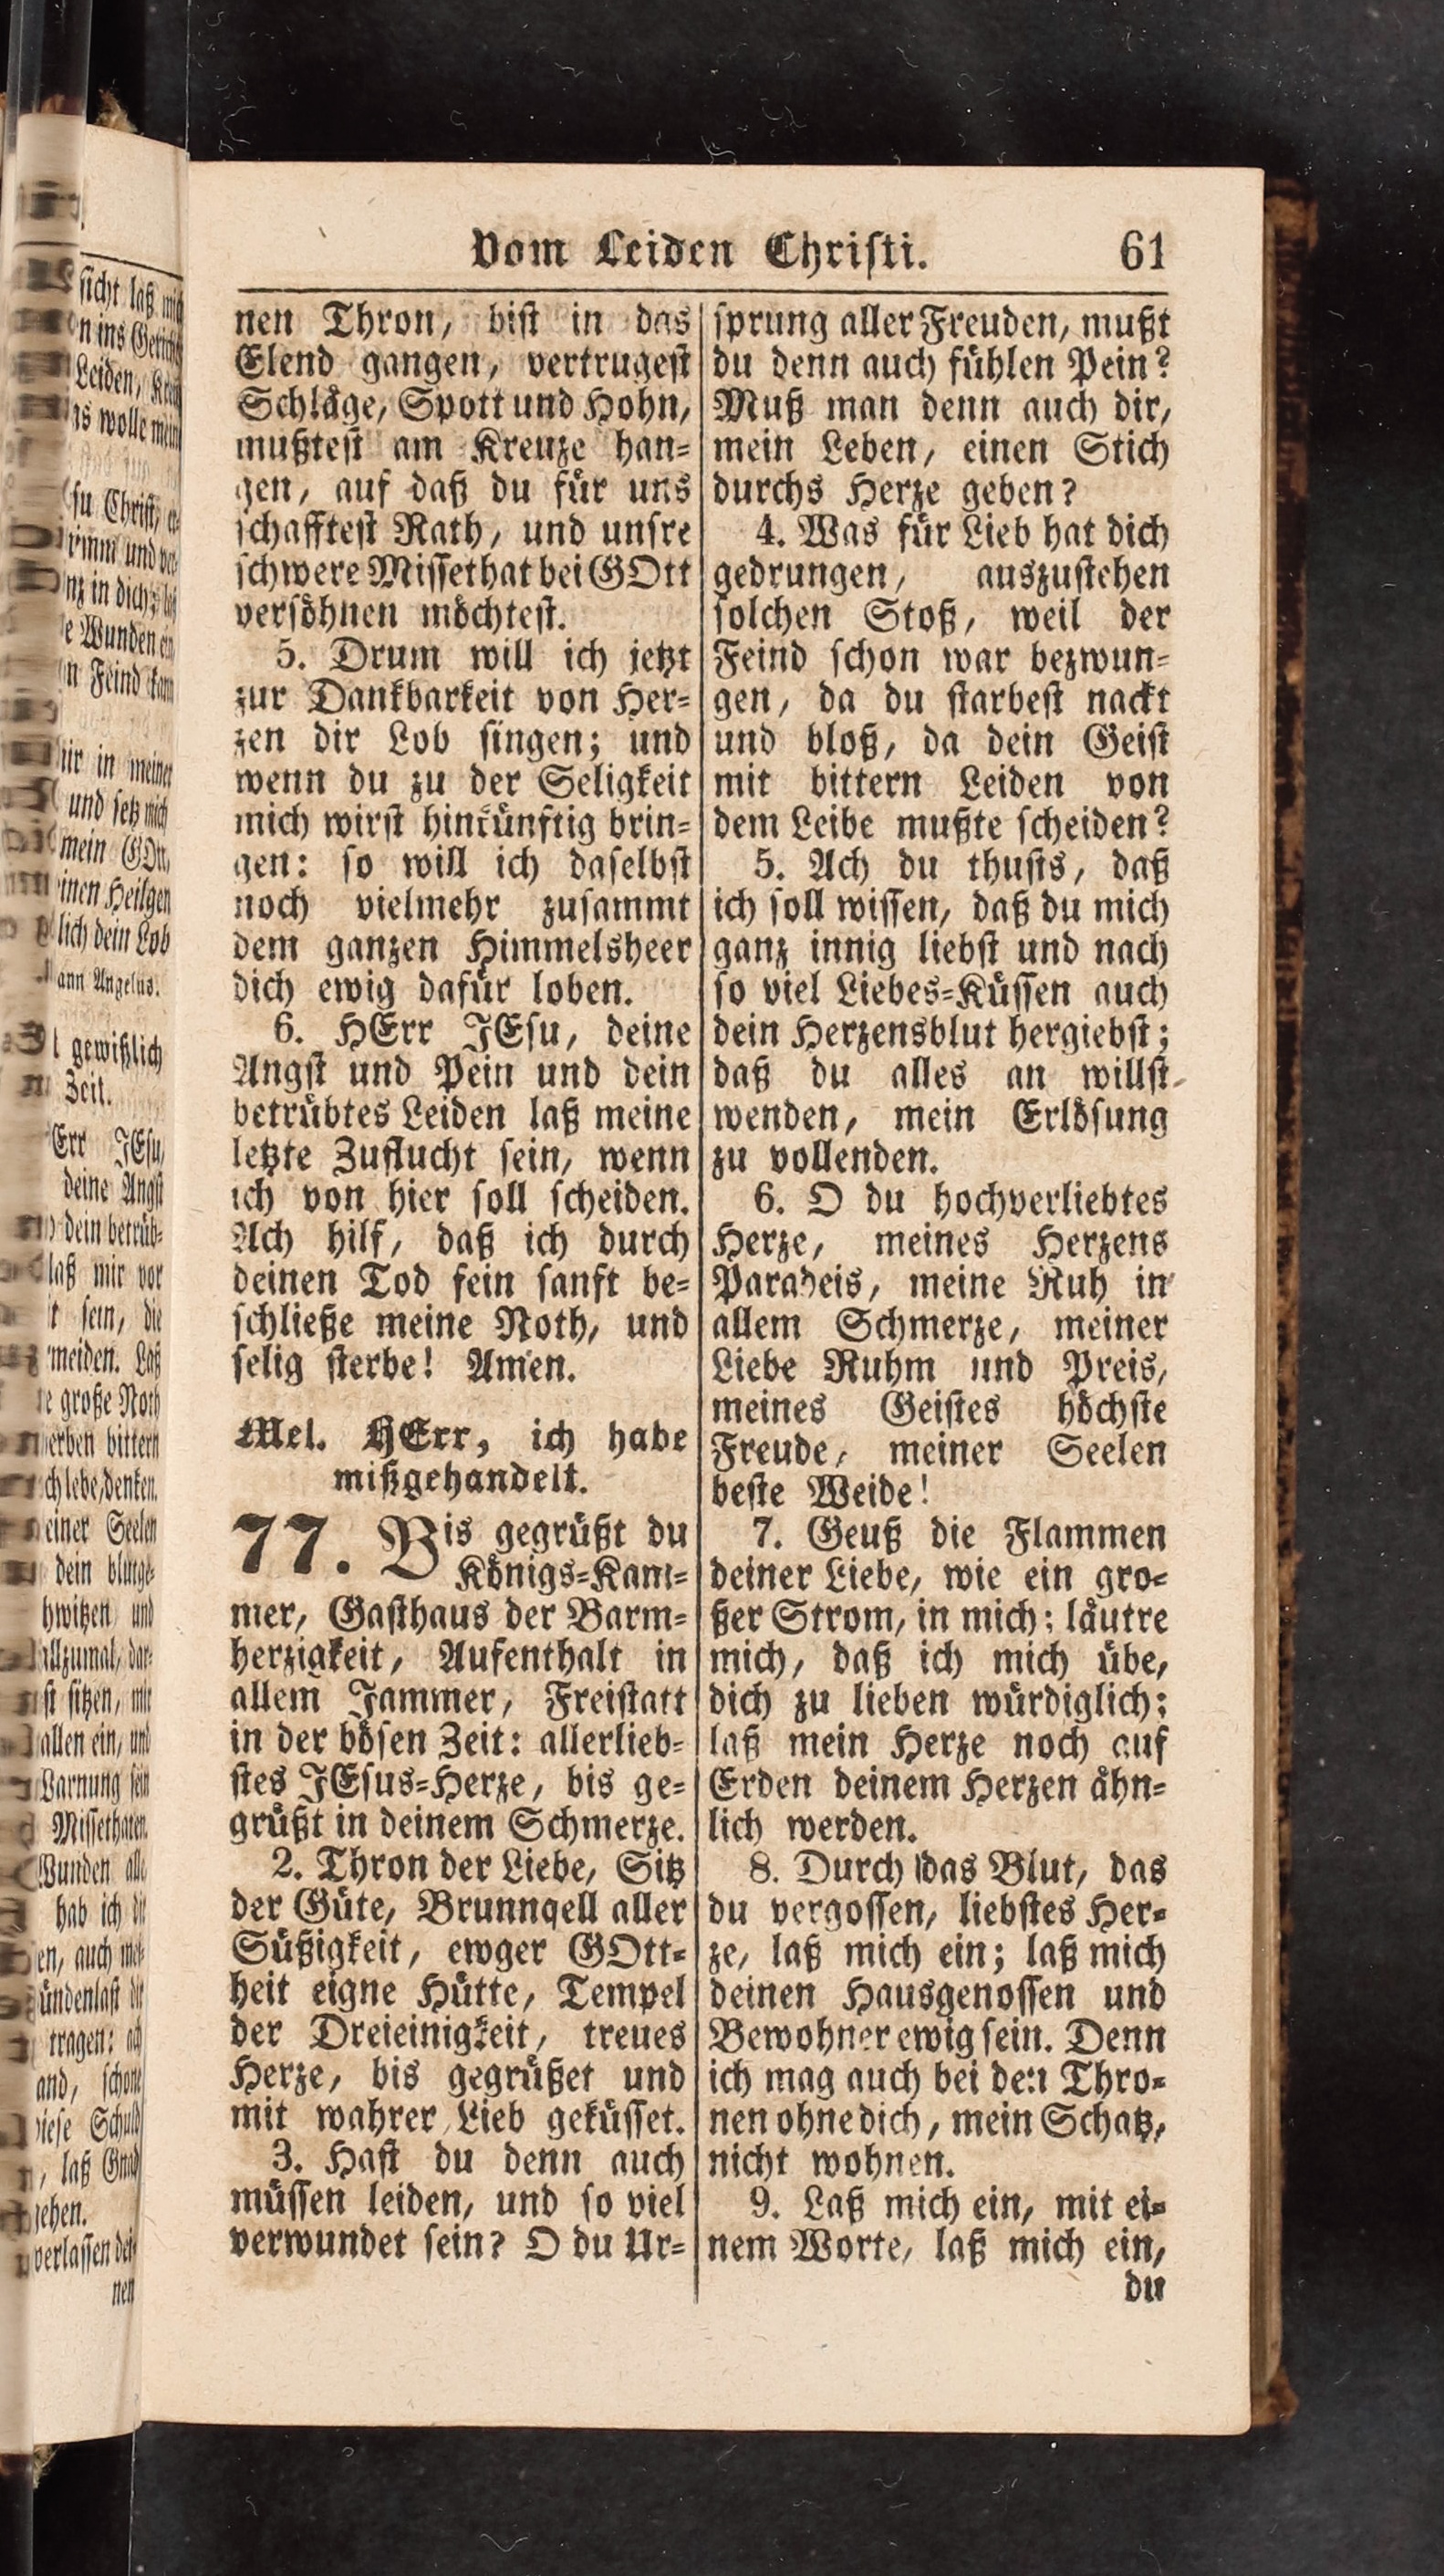 Vom Leiden Christi. 61
nen Thron, bist in das
Elend gangen, vertrugest
Schläge, Spott und Hohn,
mußtest am Kreuze han-
gen, auf daß du für uns
schafftest Rath, und unsre
schwere Missethat bei GOtt
versöhnen möchtest.
5. Drum will ich jetzt
zur Dankbarkeit von Her-
zen dir Lob singen; und
wenn du zu der Seligkeit
mich wirst hinkünftig brin-
gen: so will ich daselbst
noch vielmehr zusammt
dem ganzen Himmelsheer
dich ewig dafür loben.
6. HErr JEsu, deine
Angst und Pein und dein
betrübtes Leiden laß meine
letzte Zuflucht sein, wenn
ich von hier soll scheiden.
Ach hilf, daß ich durch
deinen Tod fein sanft be-
schließe meine Noth, und
selig sterbe! Amen.
Mel. HErr, ich habe
mißgehandelt.
77. Bis gegrüßt du
Königs-Kam-
mer, Gasthaus der Barm-
herzigkeit, Aufenthalt in
allem Jammer, Freistatt
in der bösen Zeit: allerlieb-
stes JEsus-Herze, bis ge-
grüßt in deinem Schmerze.
2. Thron der Liebe, Sitz
der Güte, Brunnqell aller
Süßigkeit, ewger GOtt-
heit eigne Hütte, Tempel
der Dreieinigkeit, treues
Herze, bis gegrüßet und
mit wahrer Lieb geküsset.
3. Hast du denn auch
müssen leiden, und so viel
verwundet sein? O du Ur-
sprung aller Freuden, mußt
du denn auch fühlen Pein?
Muß man denn auch dir,
mein Leben, einen Stich
durchs Herze geben?
4. Was für Lieb hat dich
gedrungen, auszustehen
solchen Stoß, weil der
Feind schon war bezwun-
gen, da du starbest nackt
und bloß, da dein Geist
mit bittern Leiden von
dem Leibe mußte scheiden?
5. Ach du thusts, daß
ich soll wissen, daß du mich
ganz innig liebst und nach
so viel Liebes-Küssen auch
dein Herzensblut hergiebst;
daß du alles an willst
wenden, mein Erlösung
zu vollenden.
6. O du hochverliebtes
Herze, meines Herzens
Paradeis, meine Ruh in
allem Schmerze, meiner
Liebe Ruhm und Preis,
meines Geistes höchste
Freude, meiner Seelen
beste Weide!
7. Geuß die Flammen
deiner Liebe, wie ein gro-
ßer Strom, in mich; läutre
mich, daß ich mich übe,
dich zu lieben würdiglich;
laß mein Herze noch auf
Erden deinem Herzen ähn-
lich werden.
8. Durch das Blut, das
du vergossen, liebstes Her-
ze, laß mich ein; laß mich
deinen Hausgenossen und
Bewohner ewig sein. Denn
ich mag auch bei den Thro-
nen ohne dich, mein Schatz,
nicht wohnen.
9. Laß mich ein, mit ei-
nem Worte, laß mich ein,
du